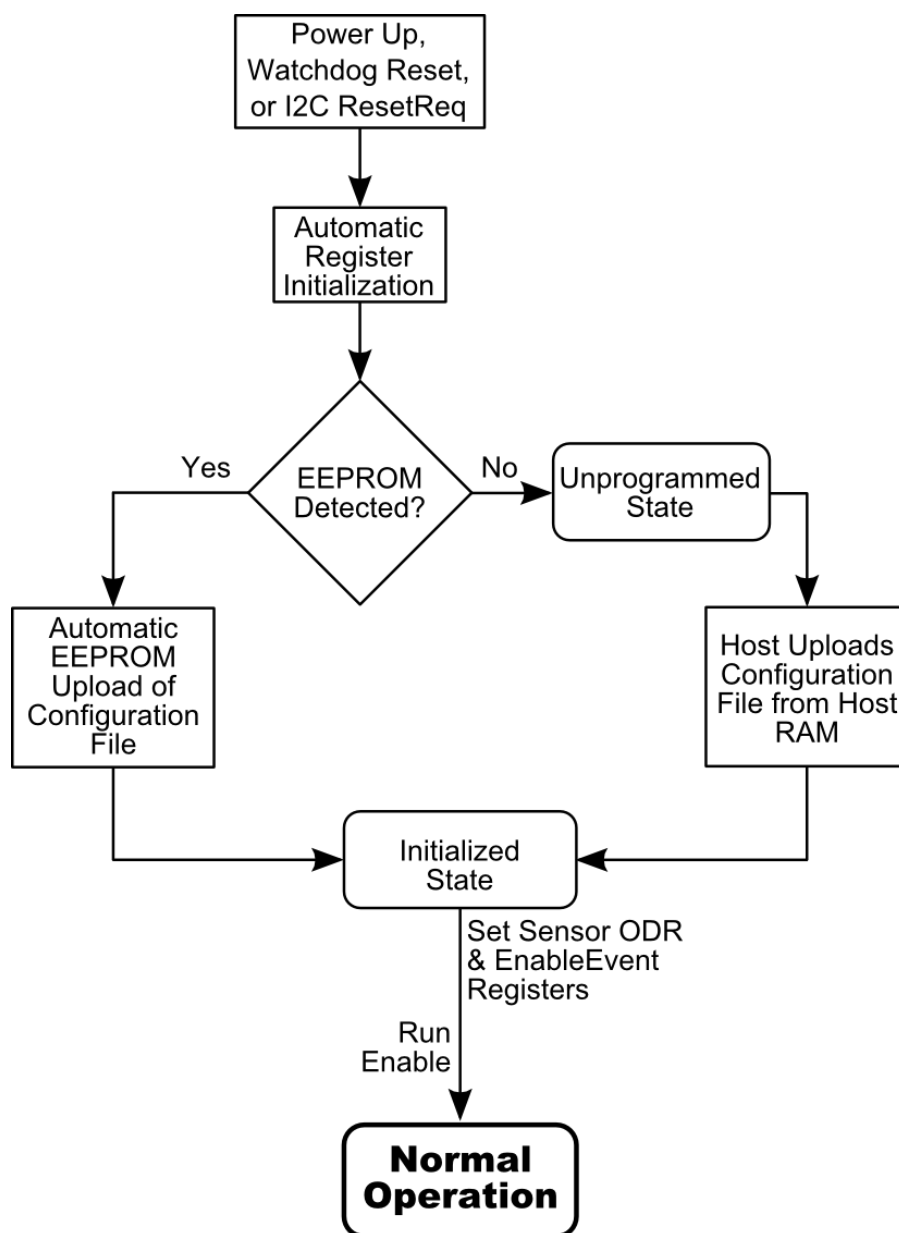 Power Up,
Watchdog Reset,
or I2C ResetReq
Automatic
Register
Initialization
Yes
EEPROM
Detected?
No
Unprogrammed
State
Automatic
EEPROM
Upload of
Configuration
File
Host Uploads
Configuration
File from Host
RAM
Initialized
State
Set Sensor ODR
& EnableEvent
Registers
Run
Enable
Normal
Operation